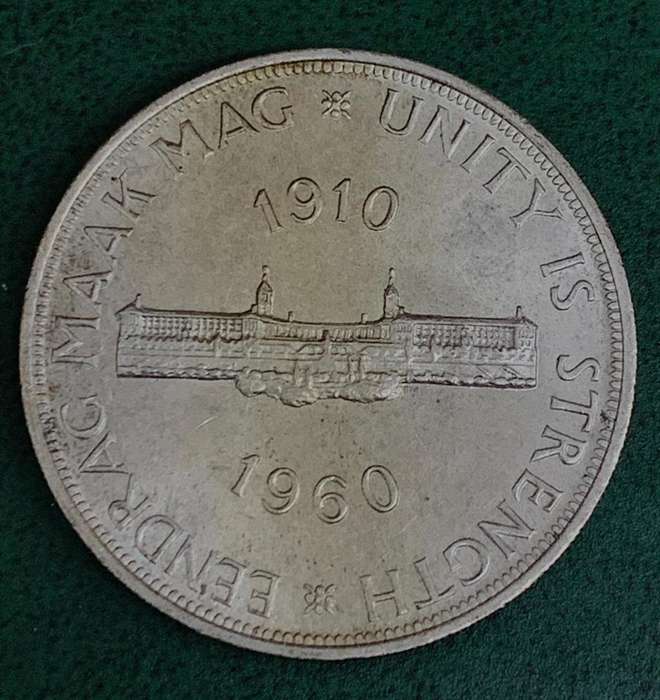 EENDRAG MAAK MAG
UNITY IS STRENGTH
1910
1960